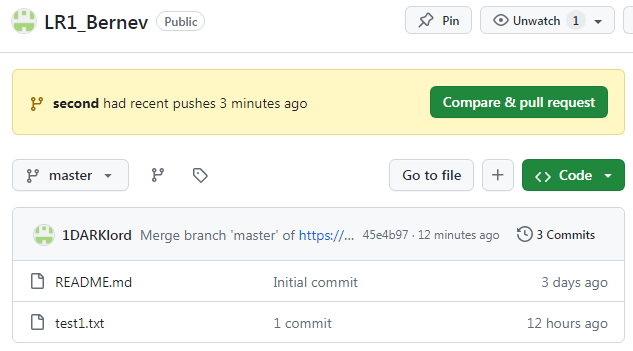 LR1_Bernev Public Pin Unwatch 1
second had recent pushes 3 minutes ago Compare & pull request
master Go to file Code
1DARKlord Merge branch 'master' of https://... 45e4b97 · 12 minutes ago 3 Commits
README.md Initial commit 3 days ago
test1.txt 1 commit 12 hours ago